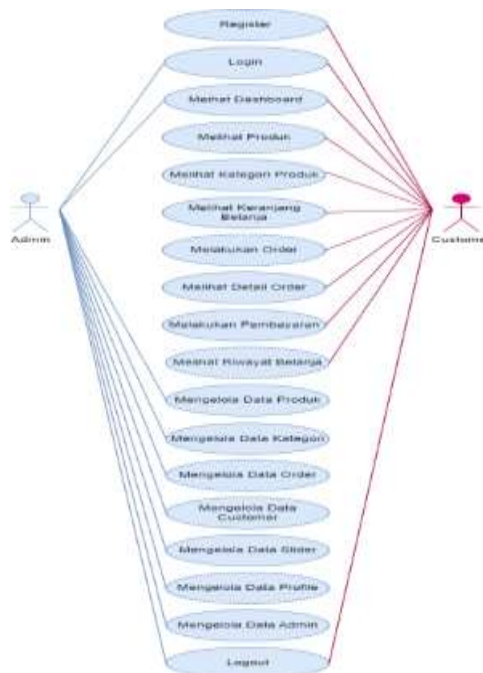 Register
Login
Melihat Dashboard
Melihat Produk
Melihat Kategori Produk
Melihat Keranjang
Belanja
Admin
Customer
Melakukan Order
Melihat Detail Order
Melakukan Pembayaran
Melihat Riwayat Belanja
Mengelola Data Produk
Mengelola Data Kategori
Mengelola Data Order
Mengelola Data
Customer
Mengelola Data Slider
Mengelola Data Profile
Mengelola Data Admin
Logout